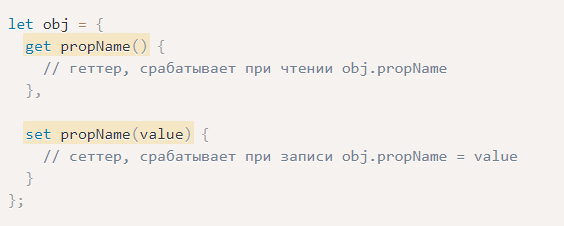 let obj = {
  get propName() {
    // геттер, срабатывает при чтении obj.propName
  },

  set propName(value) {
    // сеттер, срабатывает при записи obj.propName = value
  }
};